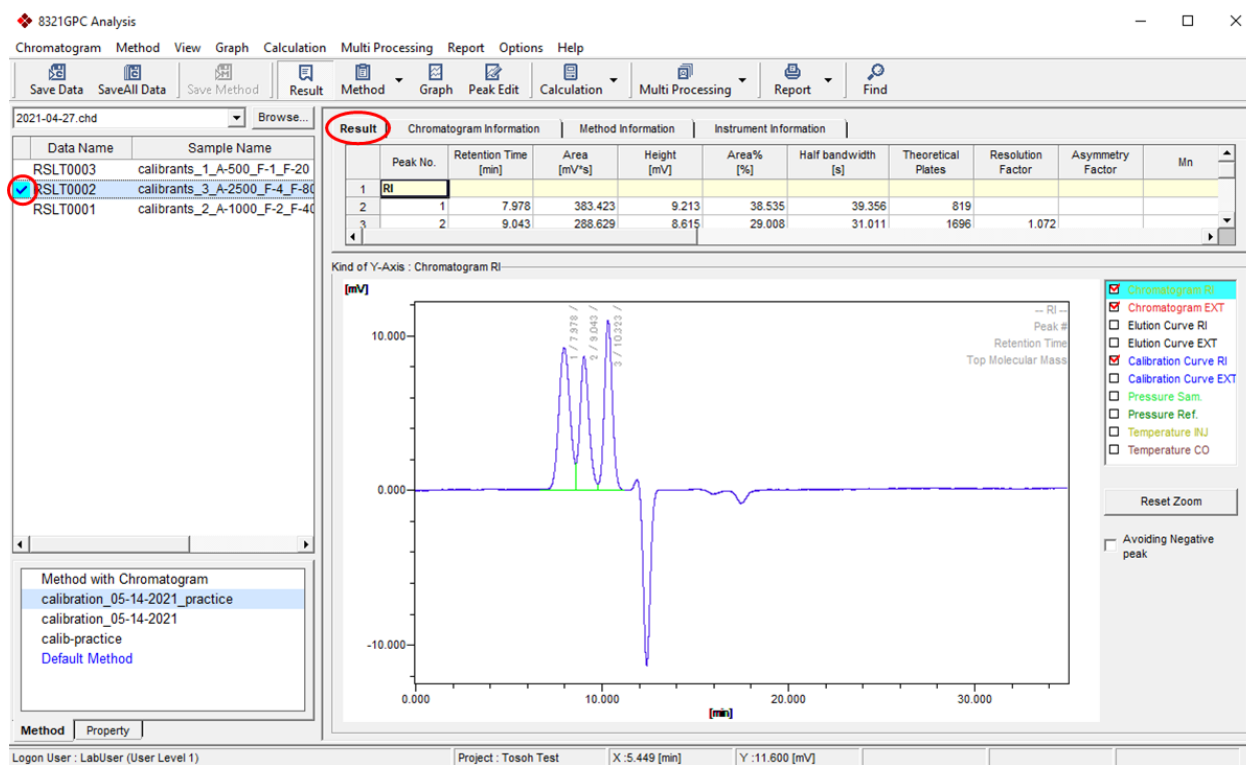 8321GPC Analysis
Chromatogram Method View Graph Calculation Multi Processing Report Options Help
Save Data SaveAll Data Save Method Result Method Graph Peak Edit Calculation Multi Processing Report Find
2021-04-27.chd Browse...
Data Name Sample Name
RSLT0003 calibrants_1_A-500_F-1_F-20
RSLT0002 calibrants_3_A-2500_F-4_F-80
RSLT0001 calibrants_2_A-1000_F-2_F-40
Method with Chromatogram
calibration_05-14-2021_practice
calibration_05-14-2021
calib-practice
Default Method
Method Property
Result Chromatogram Information Method Information Instrument Information
Peak No. Retention Time [min] Area [mV*s] Height [mV] Area% [%] Half bandwidth [s] Theoretical Plates Resolution Factor Asymmetry Factor Mn
1 RI
2 1 7.978 383.423 9.213 38.535 39.356 819
3 2 9.043 288.629 8.615 29.008 31.011 1696 1.072
Kind of Y-Axis : Chromatogram RI
[mV]
10.000
0.000
-10.000
1 / 7.978 /
2 / 9.043 /
3 / 10.323 /
-- RI --
Peak #
Retention Time
Top Molecular Mass
0.000 10.000 20.000 30.000
[min]
Chromatogram RI
Chromatogram EXT
Elution Curve RI
Elution Curve EXT
Calibration Curve RI
Calibration Curve EXT
Pressure Sam.
Pressure Ref.
Temperature INJ
Temperature CO
Reset Zoom
Avoiding Negative
peak
Logon User : LabUser (User Level 1) Project : Tosoh Test X :5.449 [min] Y :11.600 [mV]